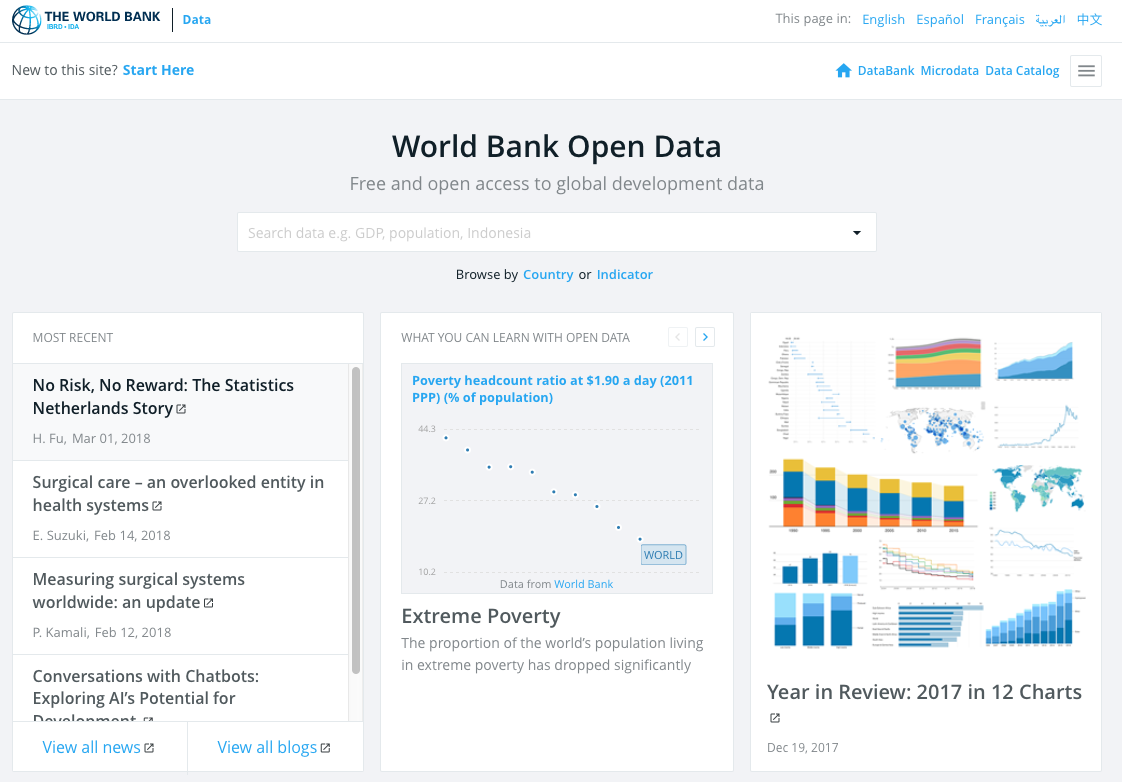 THE WORLD BANK
IBRD • IDA
Data
This page in: English Español Français العربية 中文
New to this site? Start Here
DataBank Microdata Data Catalog
World Bank Open Data
Free and open access to global development data
Search data e.g. GDP, population, Indonesia
Browse by Country or Indicator
MOST RECENT
No Risk, No Reward: The Statistics
Netherlands Story
H. Fu, Mar 01, 2018
Surgical care – an overlooked entity in
health systems
E. Suzuki, Feb 14, 2018
Measuring surgical systems
worldwide: an update
P. Kamali, Feb 12, 2018
Conversations with Chatbots:
Exploring AI's Potential for
Development
View all news
View all blogs
WHAT YOU CAN LEARN WITH OPEN DATA
Poverty headcount ratio at $1.90 a day (2011
PPP) (% of population)
44.3
27.2
WORLD
10.2
Data from World Bank
Extreme Poverty
The proportion of the world's population living
in extreme poverty has dropped significantly
Year in Review: 2017 in 12 Charts
Dec 19, 2017